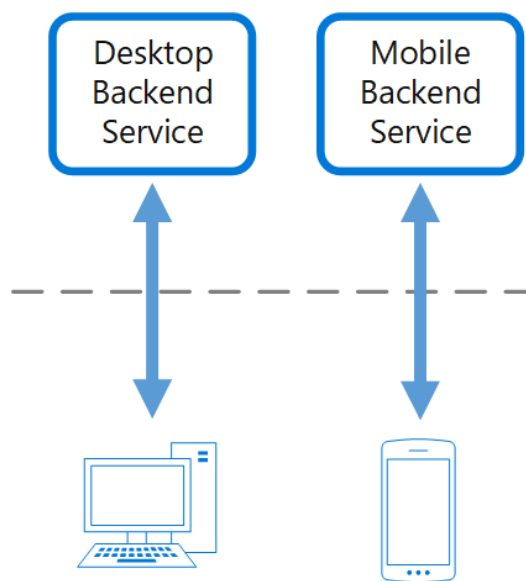 Desktop
Backend
Service
Mobile
Backend
Service